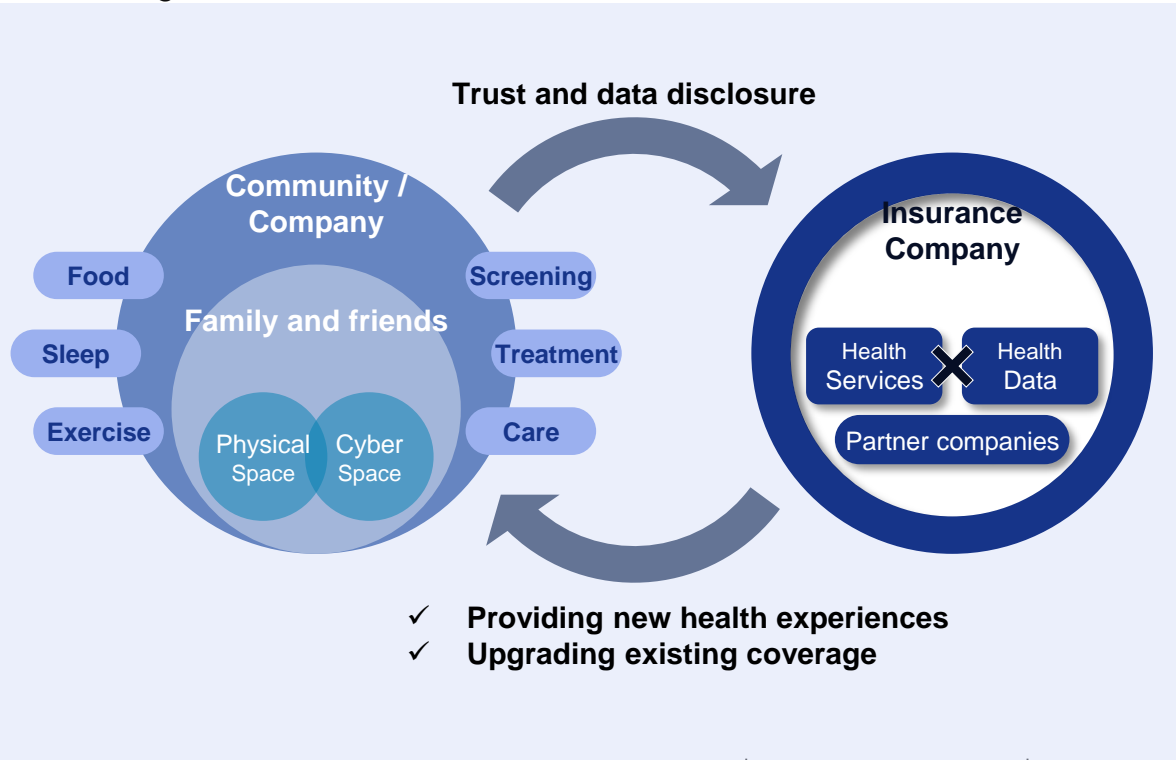 Trust and data disclosure
Community /
Company
Family and friends
Food
Sleep
Exercise
Screening
Treatment
Care
Physical
Space
Cyber
Space
Insurance
Company
Health
Services
Health
Data
Partner companies
✓ Providing new health experiences
✓ Upgrading existing coverage